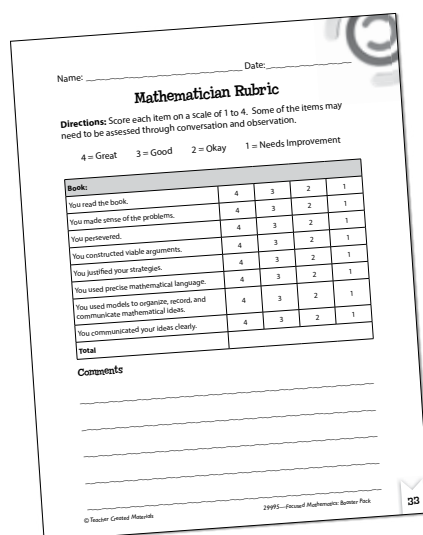 Name: ______________________ Date: ______________
Mathematician Rubric
Directions: Score each item on a scale of 1 to 4. Some of the items may
need to be assessed through conversation and observation.
4 = Great 3 = Good 2 = Okay 1 = Needs Improvement
Book:
You read the book. 4 3 2 1
You made sense of the problems. 4 3 2 1
You persevered. 4 3 2 1
You constructed viable arguments. 4 3 2 1
You justified your strategies. 4 3 2 1
You used precise mathematical language. 4 3 2 1
You used models to organize, record, and
communicate mathematical ideas. 4 3 2 1
You communicated your ideas clearly. 4 3 2 1
Total
Comments
© Teacher Created Materials 29995—Focused Mathematics: Booster Pack 33